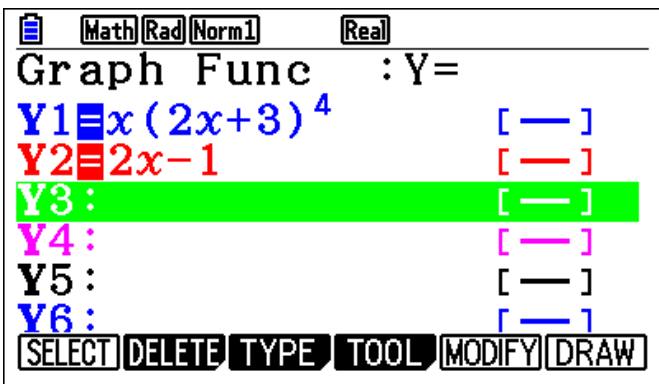 Math Rad Norm1 Real
Graph Func :Y=
Y1=x(2x+3)⁴ [—]
Y2=2x−1 [—]
Y3: [—]
Y4: [—]
Y5: [—]
Y6: [—]
SELECT DELETE TYPE TOOL MODIFY DRAW